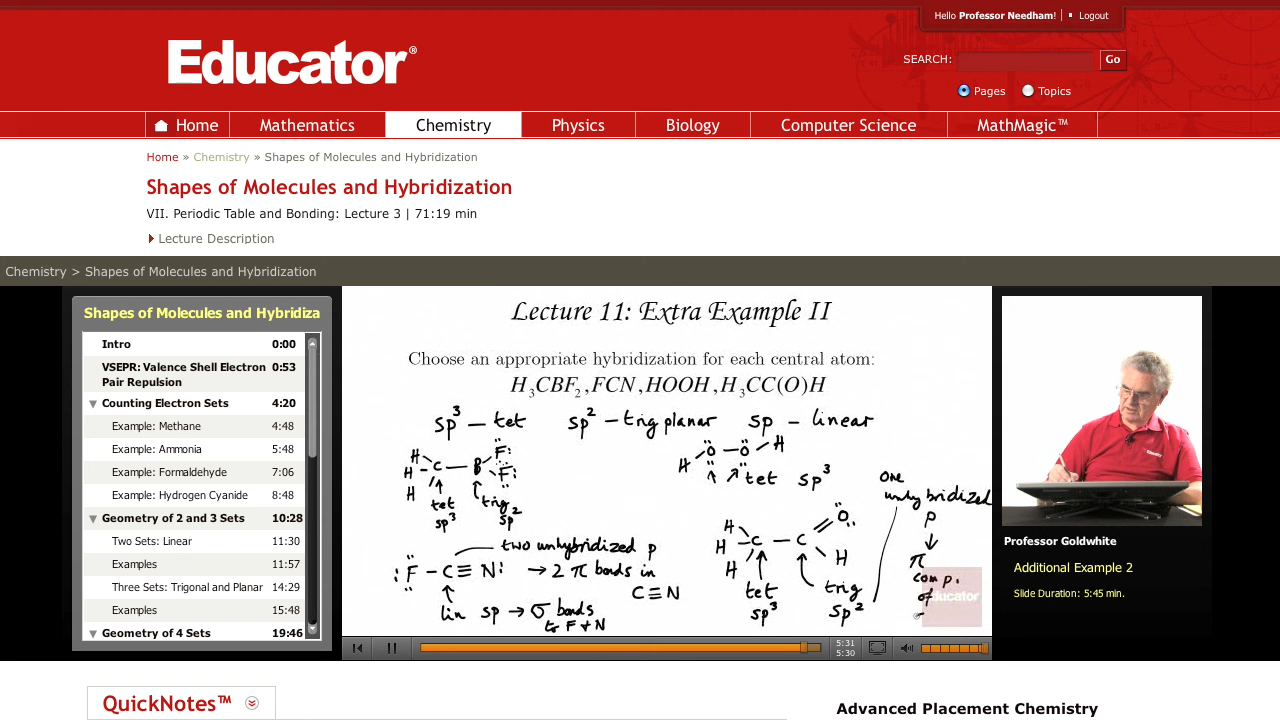 Hello Professor Needham! Logout
Educator®
SEARCH: Go
Pages Topics
Home Mathematics Chemistry Physics Biology Computer Science MathMagic™
Home » Chemistry » Shapes of Molecules and Hybridization
Shapes of Molecules and Hybridization
VII. Periodic Table and Bonding: Lecture 3 | 71:19 min
Lecture Description
Chemistry > Shapes of Molecules and Hybridization
Shapes of Molecules and Hybridiza
Intro 0:00
VSEPR: Valence Shell Electron 0:53
Pair Repulsion
Counting Electron Sets 4:20
Example: Methane 4:48
Example: Ammonia 5:48
Example: Formaldehyde 7:06
Example: Hydrogen Cyanide 8:48
Geometry of 2 and 3 Sets 10:28
Two Sets: Linear 11:30
Examples 11:57
Three Sets: Trigonal and Planar 14:29
Examples 15:48
Geometry of 4 Sets 19:46
Lecture 11: Extra Example II
Choose an appropriate hybridization for each central atom:
H₃CBF₂, FCN, HOOH, H₃CC(O)H
sp³ – tet sp² – trig planar sp – linear
H
H – C – B F
F
H
tet trig
sp³ sp²
H O – O H
tet sp³
one
unhybridized
p
↓
π
comp.
of
two unhybridized p
F – C ≡ N → 2 π bonds in
C ≡ N
lin sp → σ bonds
to F + N
H
H – C – C O
H H
tet trig
sp³ sp²
Educator
5:31
5:30
Professor Goldwhite
Additional Example 2
Slide Duration: 5:45 min.
QuickNotes™
Advanced Placement Chemistry